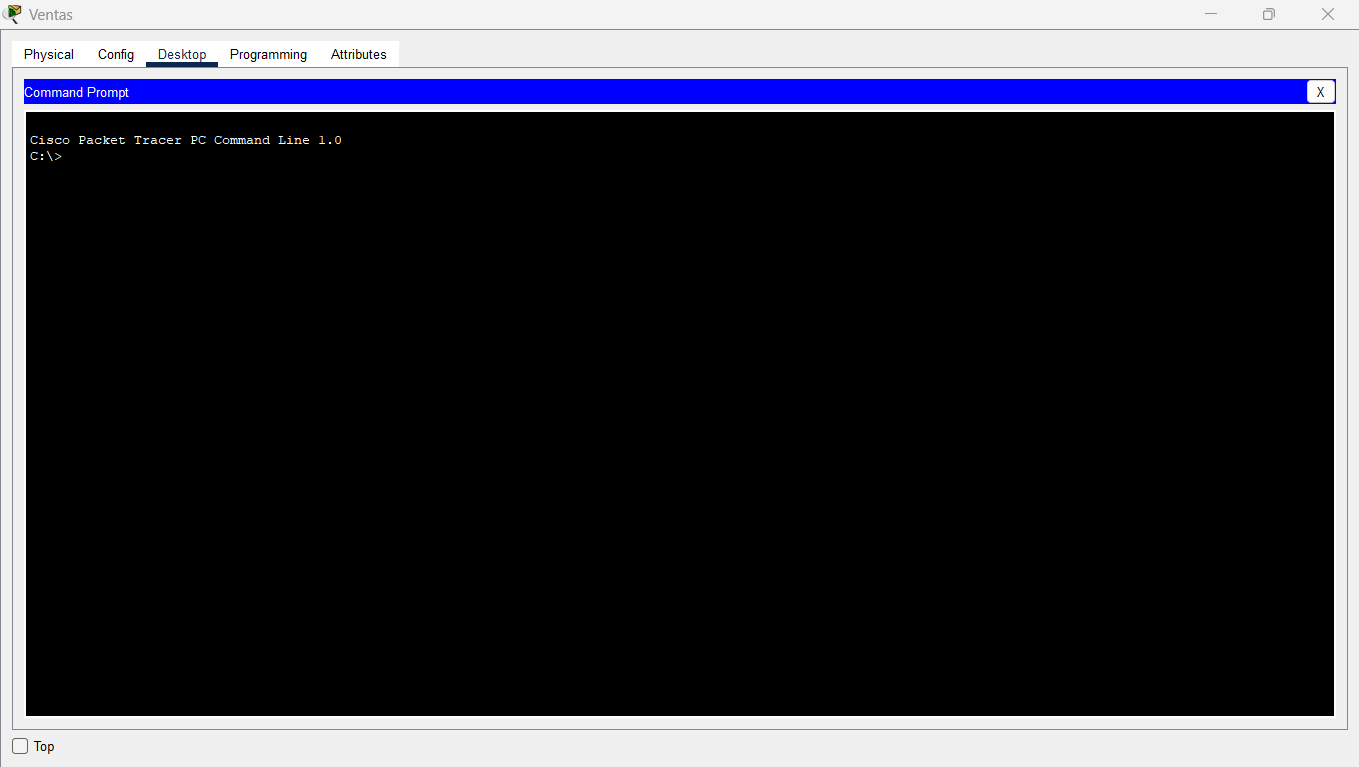 Ventas
Physical Config Desktop Programming Attributes
Command Prompt X
Cisco Packet Tracer PC Command Line 1.0
C:\>
Top